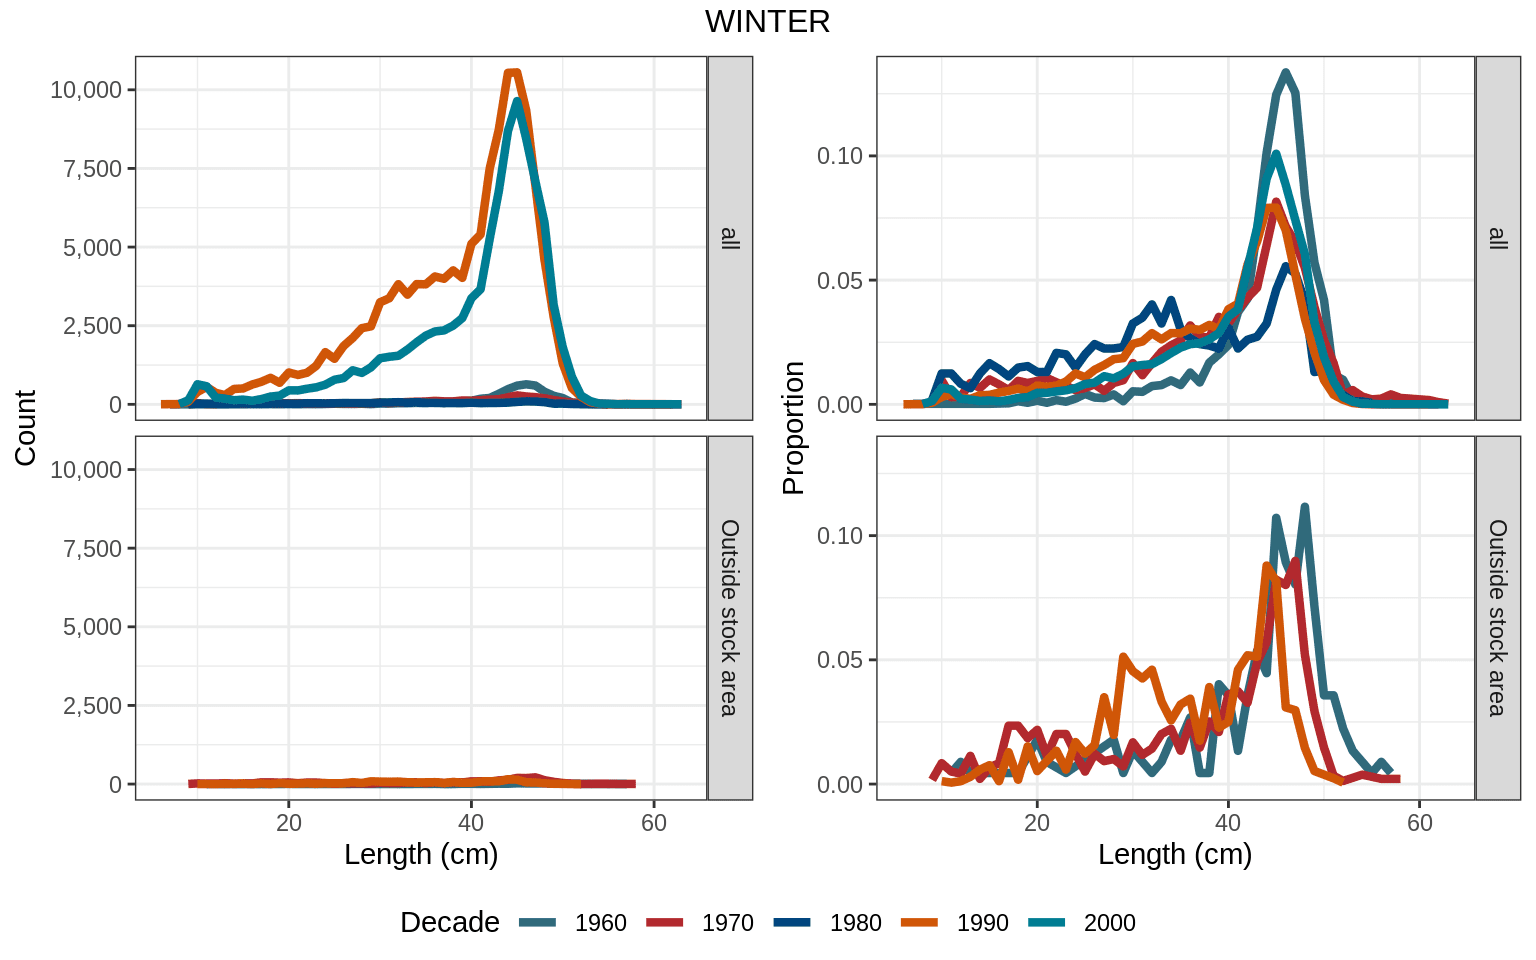 WINTER
Count
10,000
7,500
5,000
2,500
0
all
10,000
7,500
5,000
2,500
0
Outside stock area
20 40 60
Length (cm)
Proportion
0.10
0.05
0.00
all
0.10
0.05
0.00
Outside stock area
20 40 60
Length (cm)
Decade 1960 1970 1980 1990 2000